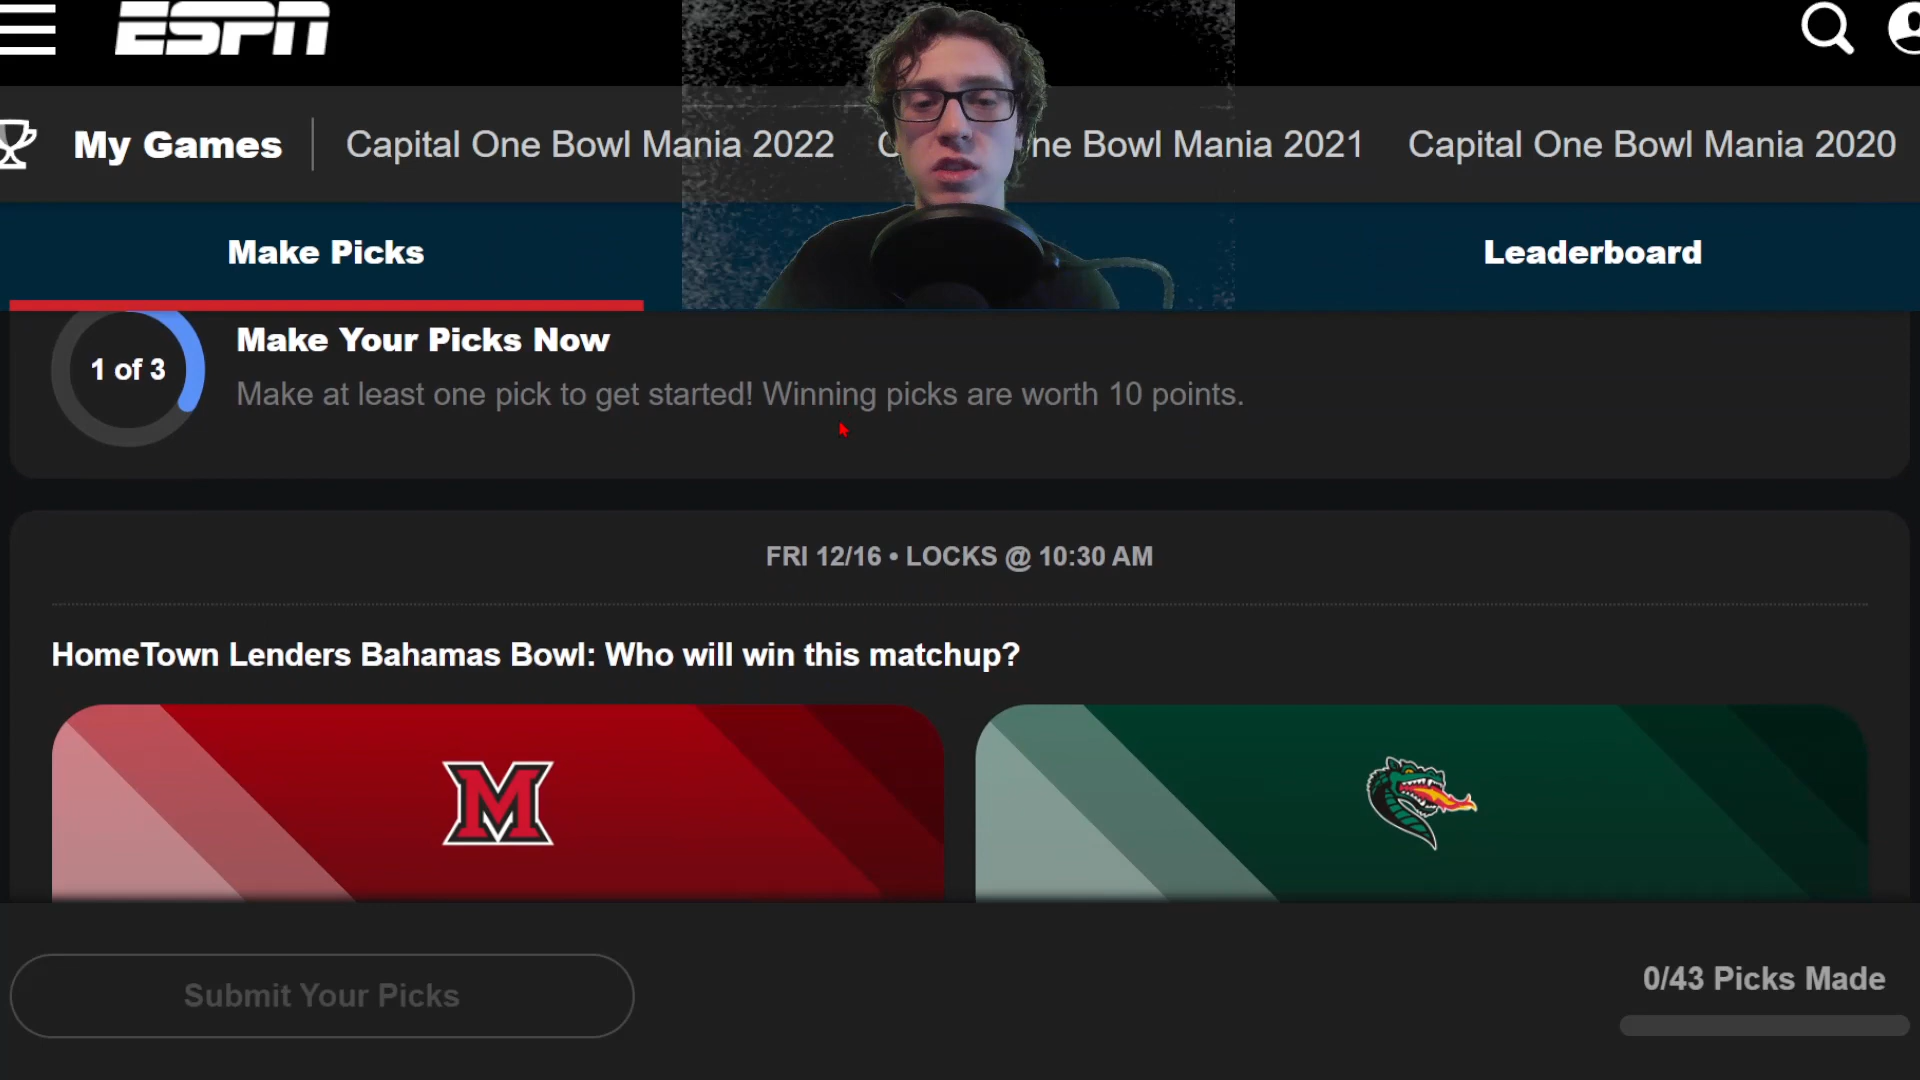 ESPN
My Games
Capital One Bowl Mania 2022
ne Bowl Mania 2021
Capital One Bowl Mania 2020
Make Picks
Leaderboard
1 of 3
Make Your Picks Now
Make at least one pick to get started! Winning picks are worth 10 points.
FRI 12/16 • LOCKS @ 10:30 AM
HomeTown Lenders Bahamas Bowl: Who will win this matchup?
M
Submit Your Picks
0/43 Picks Made